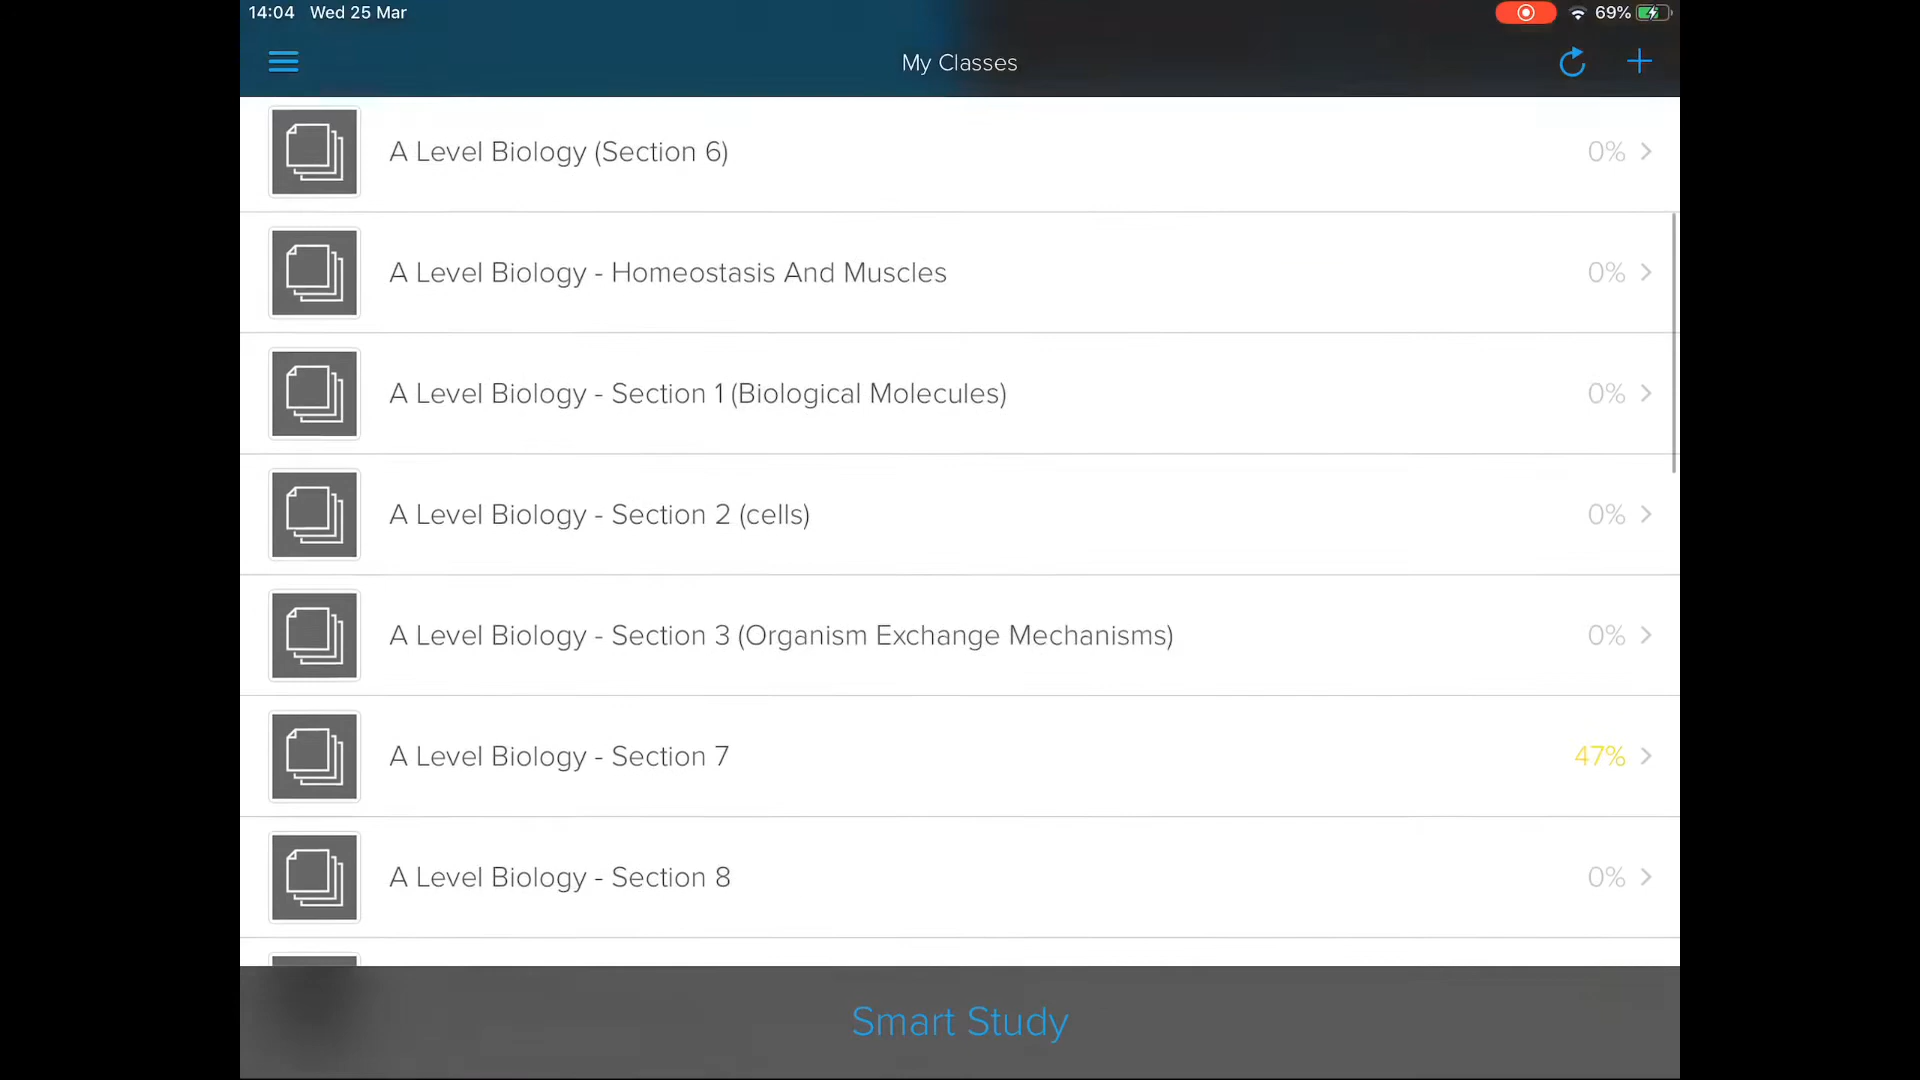 14:04 Wed 25 Mar 69%
My Classes
A Level Biology (Section 6) 0%
A Level Biology - Homeostasis And Muscles 0%
A Level Biology - Section 1 (Biological Molecules) 0%
A Level Biology - Section 2 (cells) 0%
A Level Biology - Section 3 (Organism Exchange Mechanisms) 0%
A Level Biology - Section 7 47%
A Level Biology - Section 8 0%
Smart Study